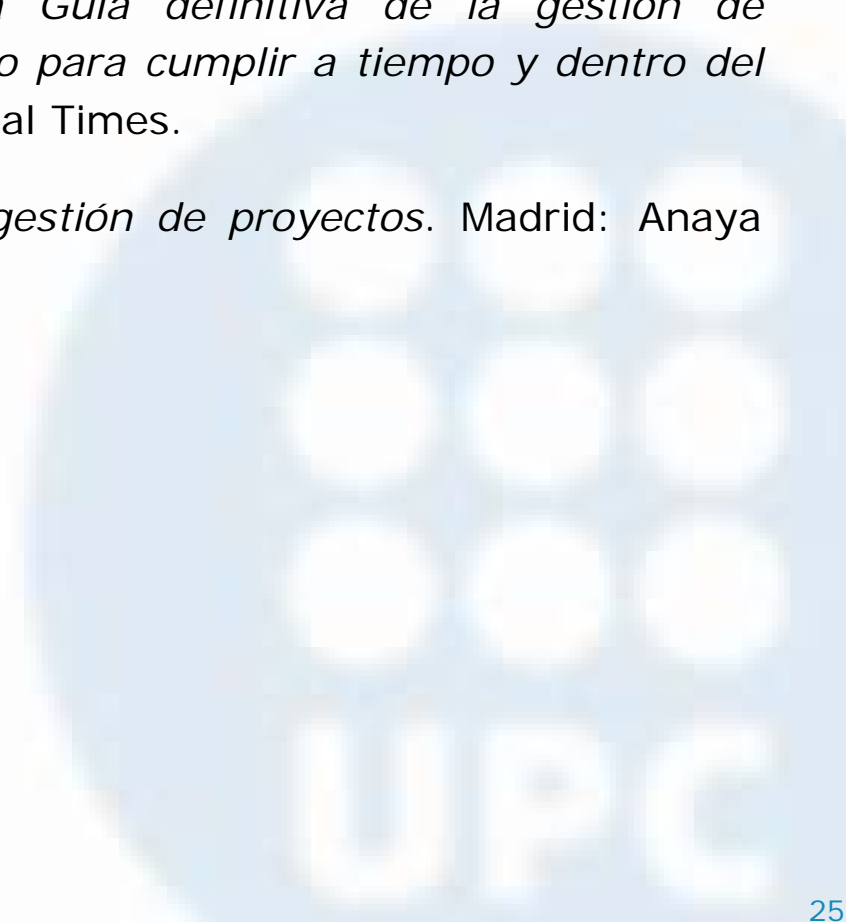 Guía definitiva de la gestión de
o para cumplir a tiempo y dentro del
al Times.
gestión de proyectos. Madrid: Anaya
UPC
25